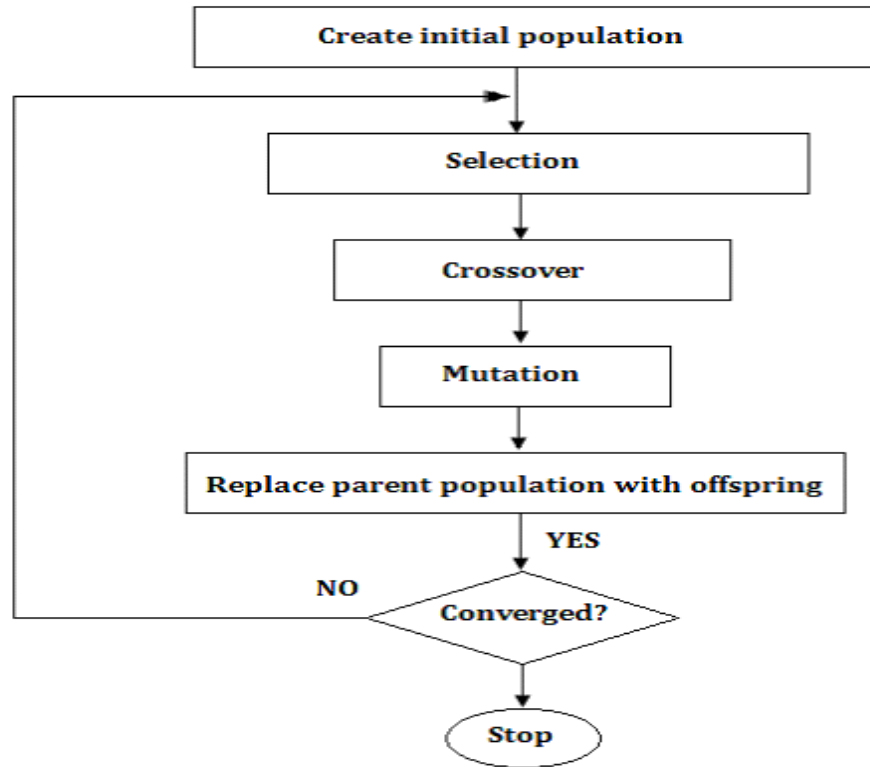 Create initial population
Selection
Crossover
Mutation
Replace parent population with offspring
YES
NO
Converged?
Stop